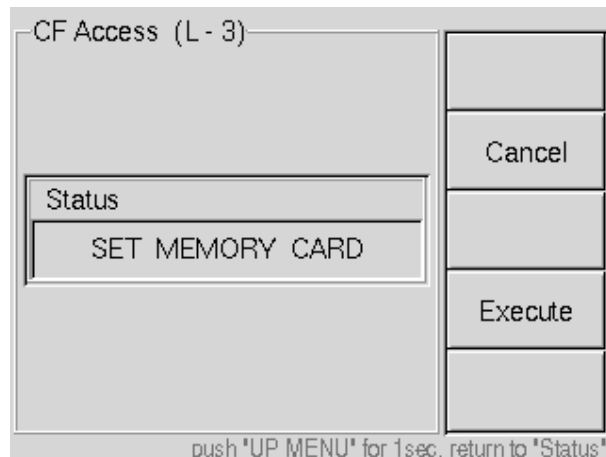 CF Access (L - 3)
Cancel
Status
SET MEMORY CARD
Execute
push "UP MENU" for 1sec, return to "Status"